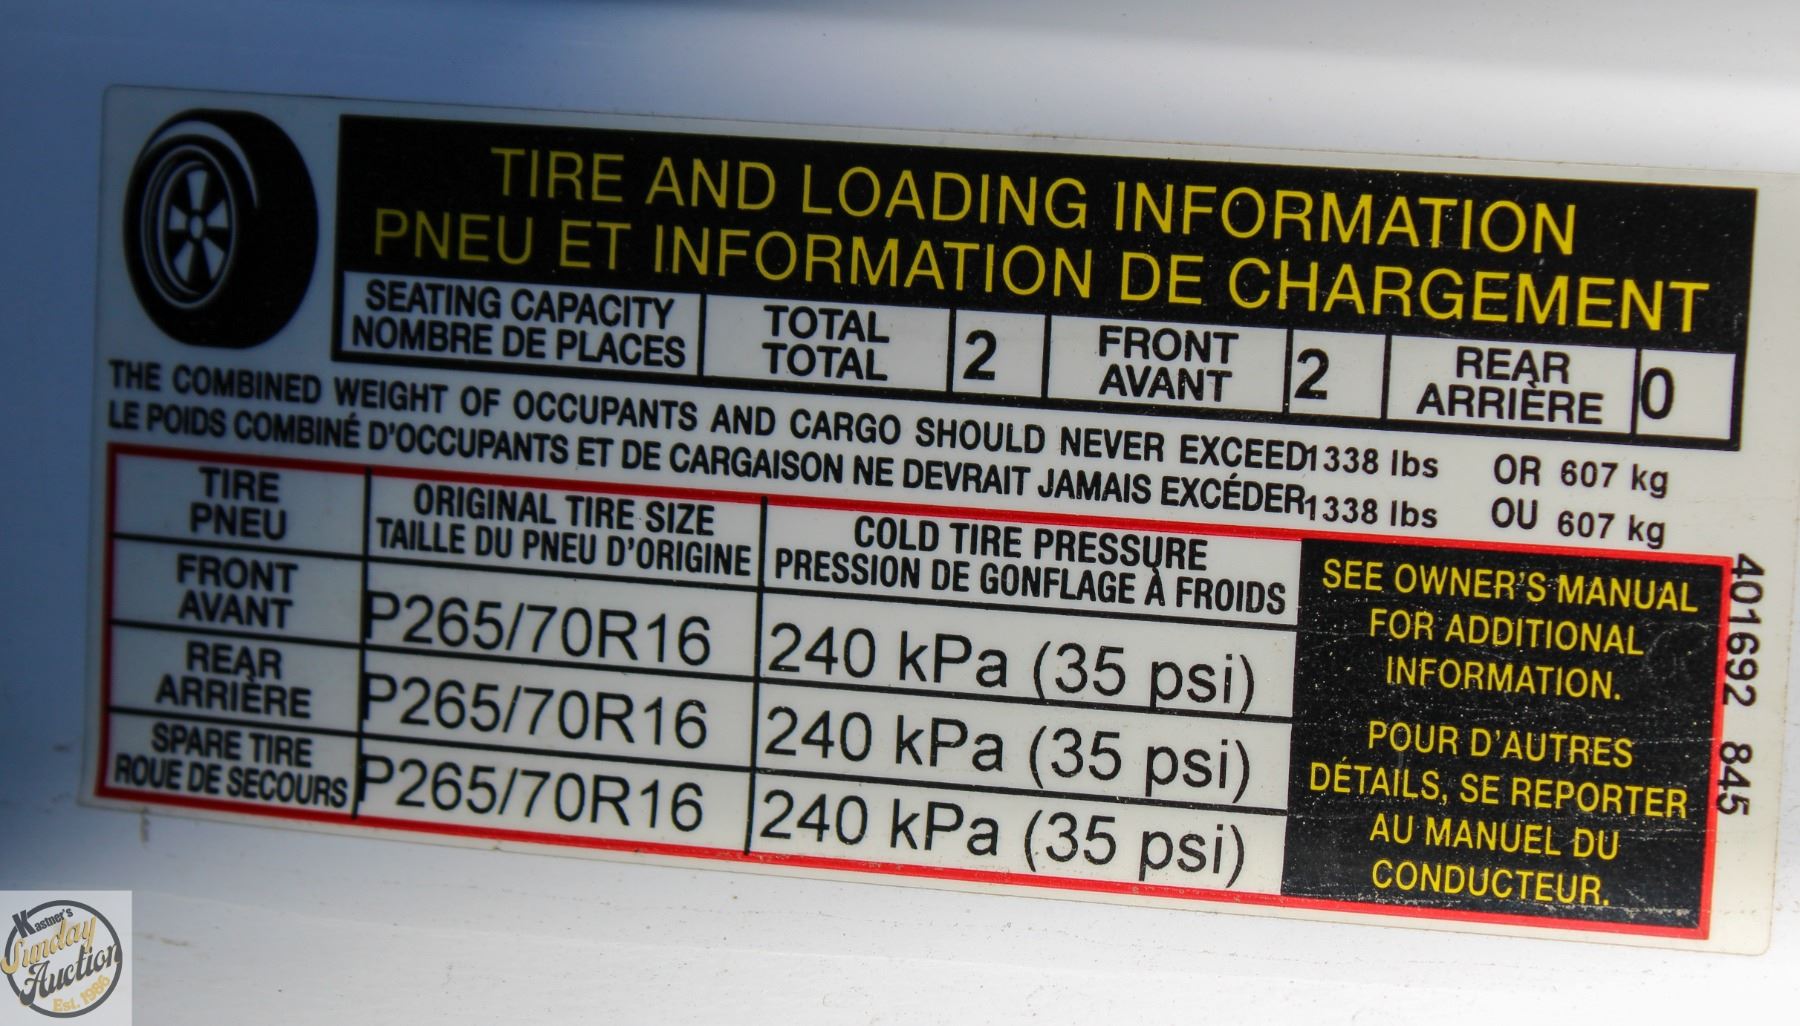 TIRE AND LOADING INFORMATION
PNEU ET INFORMATION DE CHARGEMENT
SEATING CAPACITY TOTAL 2 FRONT 2 REAR 0
NOMBRE DE PLACES TOTAL AVANT ARRIÈRE
THE COMBINED WEIGHT OF OCCUPANTS AND CARGO SHOULD NEVER EXCEED 1338 lbs OR 607 kg
LE POIDS COMBINÉ D'OCCUPANTS ET DE CARGAISON NE DEVRAIT JAMAIS EXCÉDER 1338 lbs OU 607 kg
TIRE ORIGINAL TIRE SIZE COLD TIRE PRESSURE
PNEU TAILLE DU PNEU D'ORIGINE PRESSION DE GONFLAGE À FROIDS
FRONT
AVANT P265/70R16 240 kPa (35 psi)
REAR
ARRIÈRE P265/70R16 240 kPa (35 psi)
SPARE TIRE
ROUE DE SECOURS P265/70R16 240 kPa (35 psi)
SEE OWNER'S MANUAL
FOR ADDITIONAL
INFORMATION.
POUR D'AUTRES
DÉTAILS, SE REPORTER
AU MANUEL DU
CONDUCTEUR.
401692 845
Kastner's
Sunday
Auction
Est. 1986